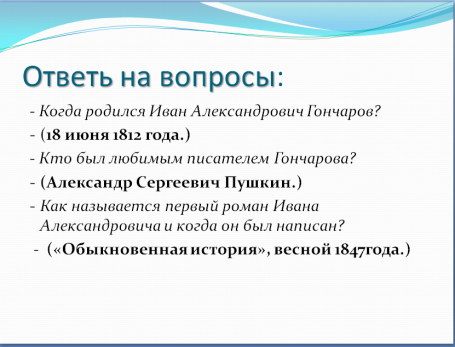 Ответь на вопросы:
- Когда родился Иван Александрович Гончаров?
- (18 июня 1812 года.)
- Кто был любимым писателем Гончарова?
- (Александр Сергеевич Пушкин.)
- Как называется первый роман Ивана
Александровича и когда он был написан?
- («Обыкновенная история», весной 1847года.)